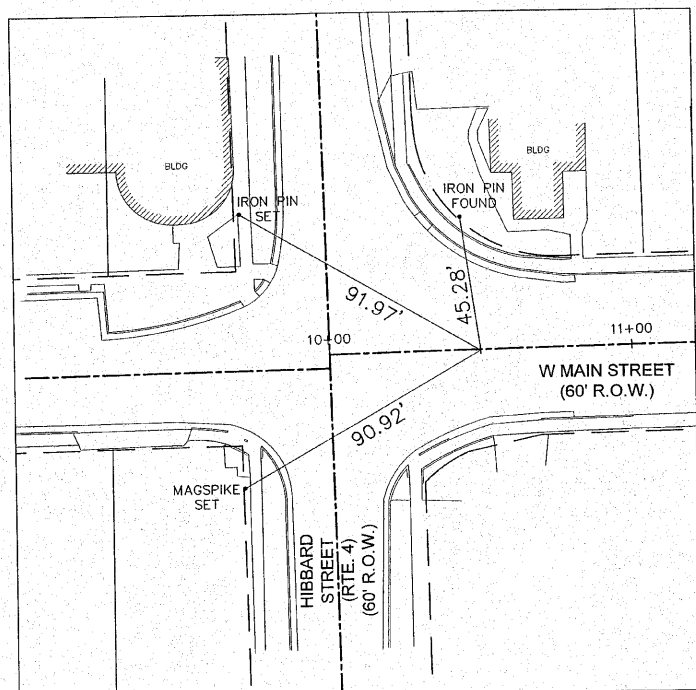 BLDG
BLDG
IRON PIN
SET
IRON PIN
FOUND
91.97'
45.28'
10+00
11+00
W MAIN STREET
(60' R.O.W.)
90.92'
MAGSPIKE
SET
HIBBARD
STREET
(RTE. 4)
(60' R.O.W.)